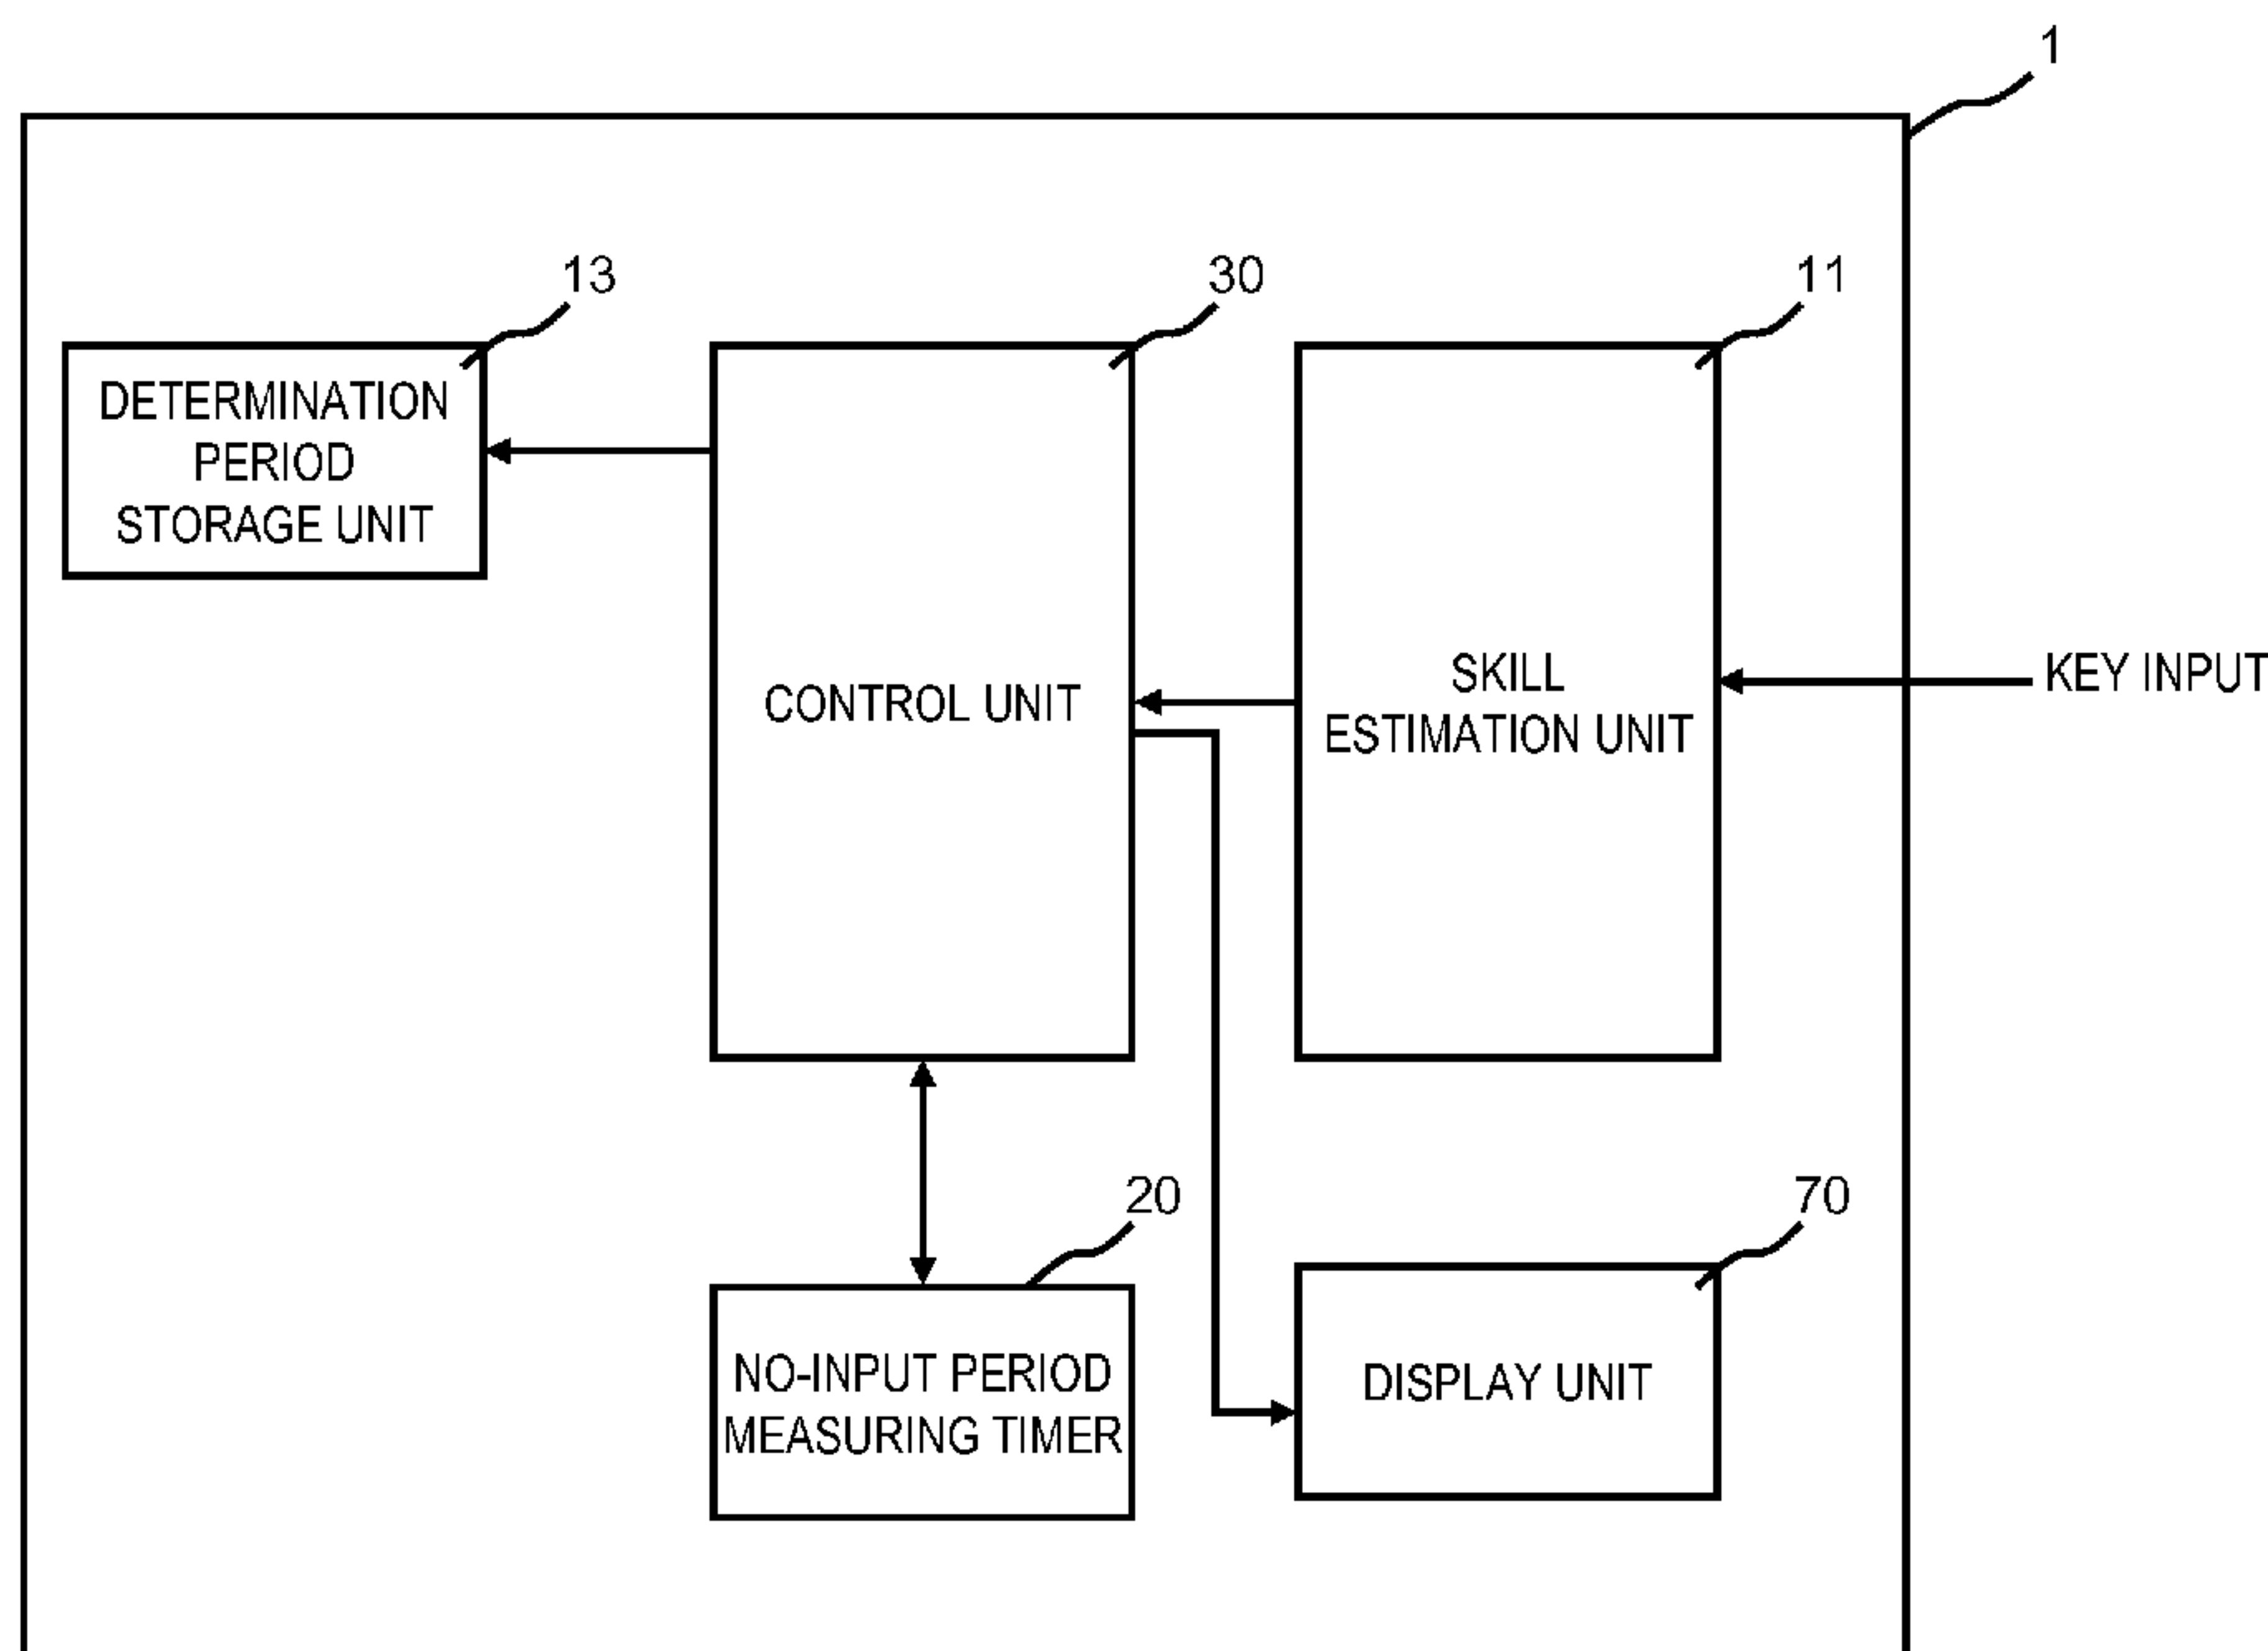 1
13
30
11
DETERMINATION
PERIOD
STORAGE UNIT
CONTROL UNIT
SKILL
ESTIMATION UNIT
KEY INPUT
20
70
NO-INPUT PERIOD
MEASURING TIMER
DISPLAY UNIT